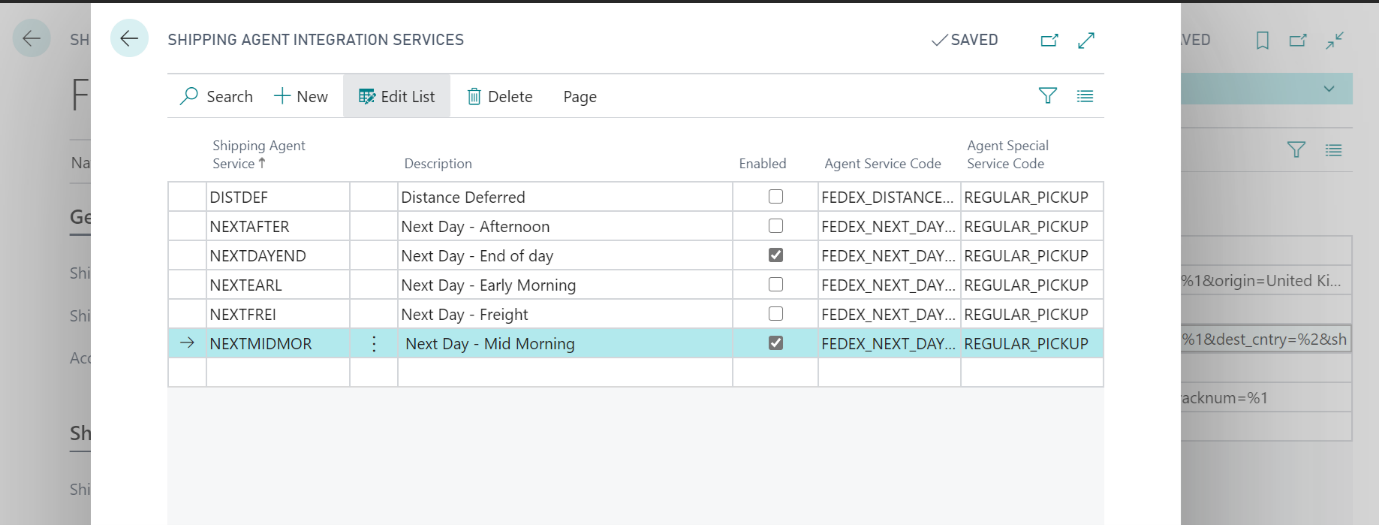 SHIPPING AGENT INTEGRATION SERVICES
SAVED
Search
New
Edit List
Delete
Page
Shipping Agent
Service ↑
Description
Enabled
Agent Service Code
Agent Special
Service Code
DISTDEF Distance Deferred FEDEX_DISTANCE... REGULAR_PICKUP
NEXTAFTER Next Day - Afternoon FEDEX_NEXT_DAY... REGULAR_PICKUP
NEXTDAYEND Next Day - End of day FEDEX_NEXT_DAY... REGULAR_PICKUP
NEXTEARL Next Day - Early Morning FEDEX_NEXT_DAY... REGULAR_PICKUP
NEXTFREI Next Day - Freight FEDEX_NEXT_DAY... REGULAR_PICKUP
NEXTMIDMOR Next Day - Mid Morning FEDEX_NEXT_DAY... REGULAR_PICKUP
SH
F
Na
Ge
Shi
Shi
Acc
Sh
Shi
VED
%1&origin=United Ki...
%1&dest_cntry=%2&sh
acknum=%1